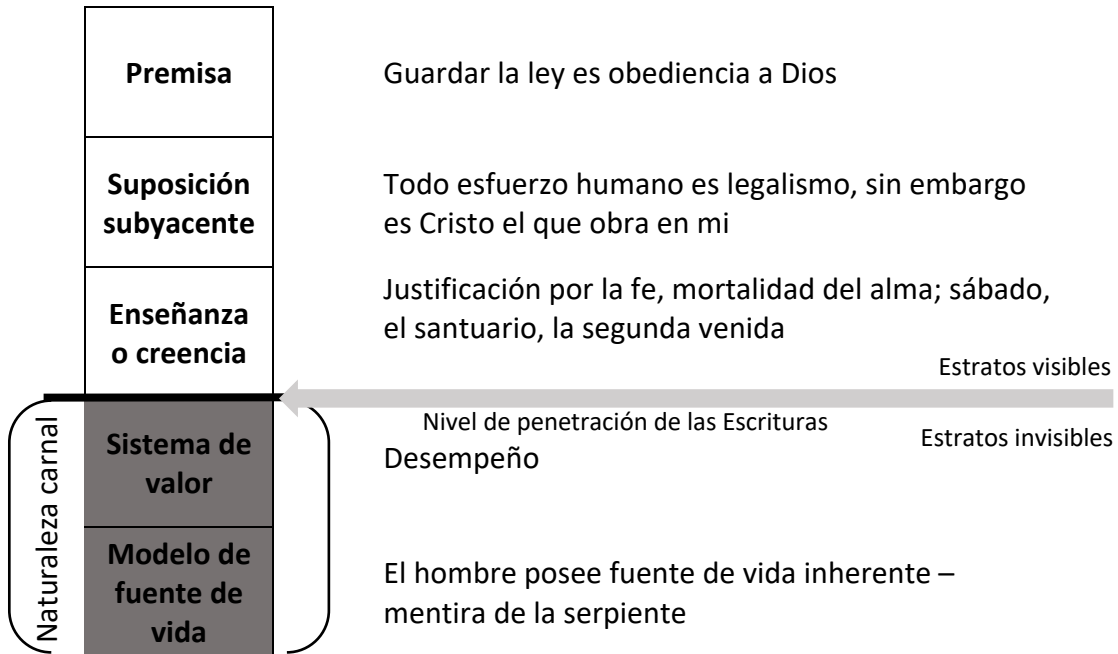 Premisa
Guardar la ley es obediencia a Dios
Suposición
subyacente
Todo esfuerzo humano es legalismo, sin embargo
es Cristo el que obra en mi
Enseñanza
o creencia
Justificación por la fe, mortalidad del alma; sábado,
el santuario, la segunda venida
Estratos visibles
Nivel de penetración de las Escrituras
Estratos invisibles
Naturaleza carnal
Sistema de
valor
Desempeño
Modelo de
fuente de
vida
El hombre posee fuente de vida inherente –
mentira de la serpiente